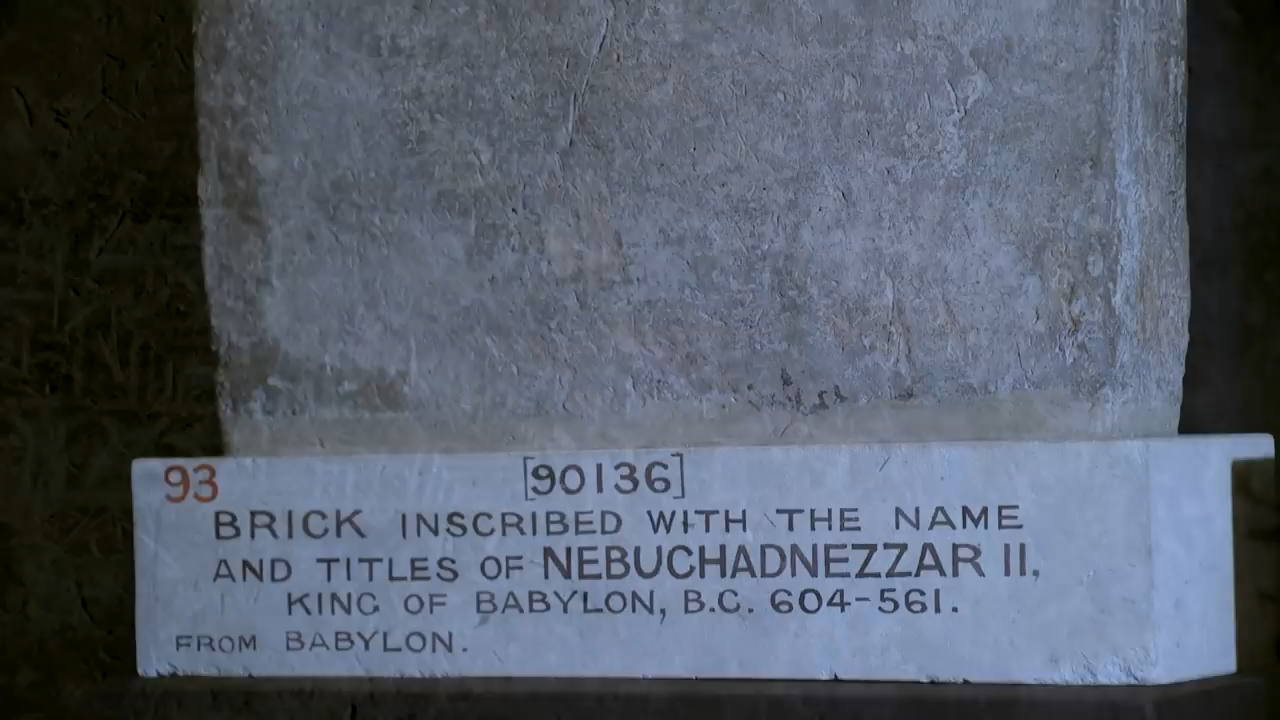 93 [90136]
BRICK INSCRIBED WITH THE NAME
AND TITLES OF NEBUCHADNEZZAR II,
KING OF BABYLON, B.C. 604-561.
FROM BABYLON.